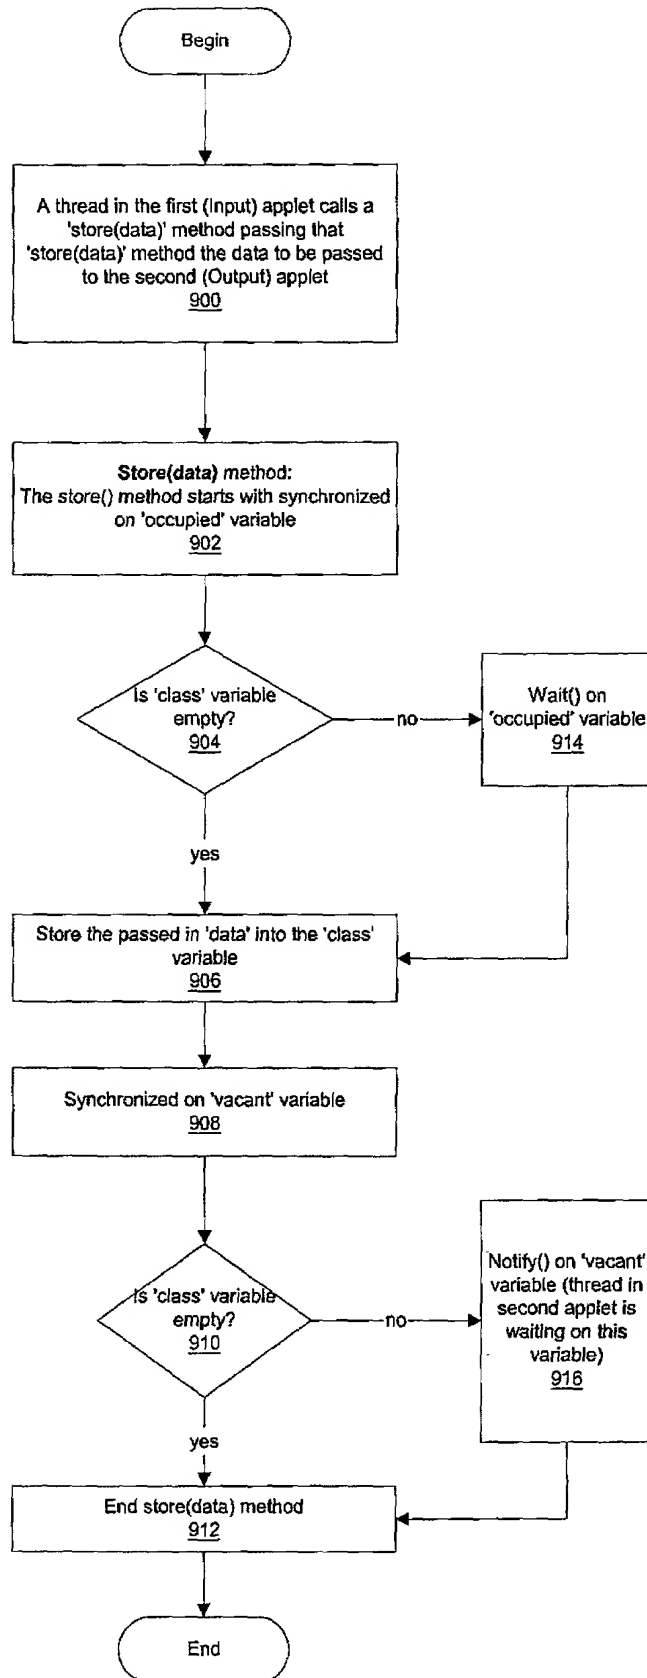 Begin
A thread in the first (Input) applet calls a
'store(data)' method passing that
'store(data)' method the data to be passed
to the second (Output) applet
900
Store(data) method:
The store() method starts with synchronized
on 'occupied' variable
902
Is 'class' variable
empty?
904
no
Wait() on
'occupied' variable
914
yes
Store the passed in 'data' into the 'class'
variable
906
Synchronized on 'vacant' variable
908
Is 'class' variable
empty?
910
no
Notify() on 'vacant'
variable (thread in
second applet is
waiting on this
variable)
916
yes
End store(data) method
912
End